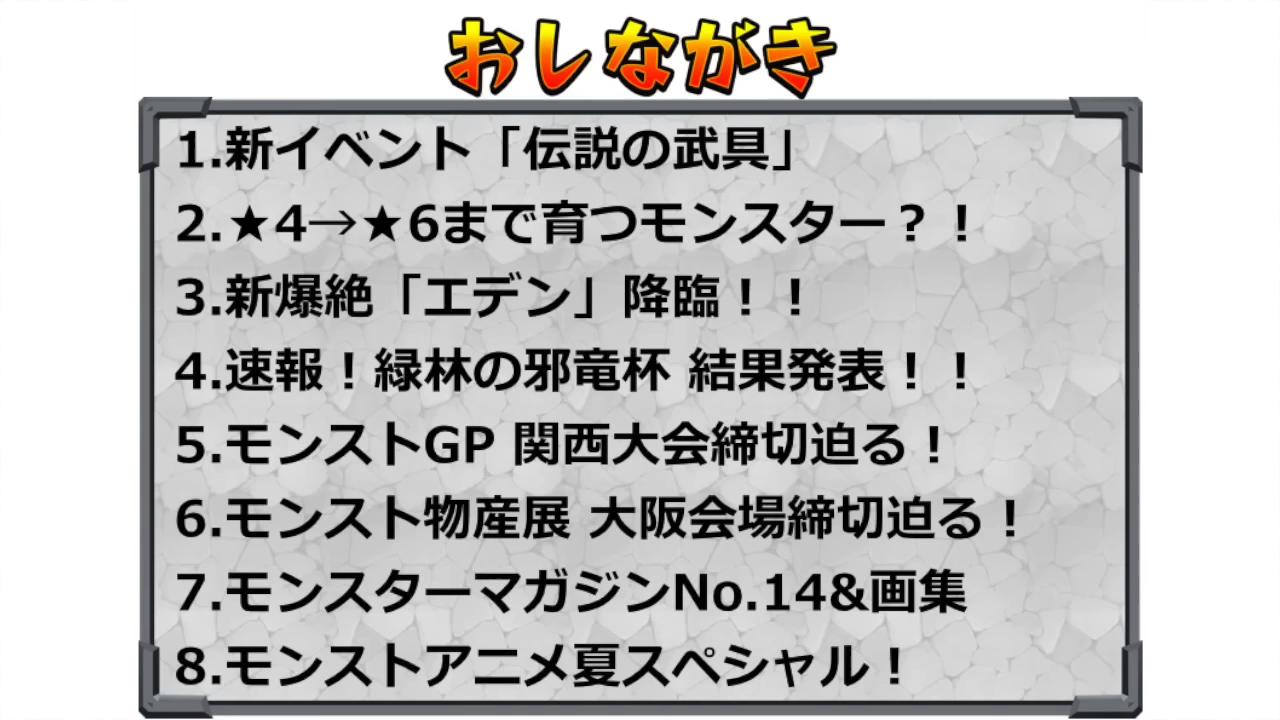 おしながき
1.新イベント「伝説の武具」
2.★4→★6まで育つモンスター？！
3.新爆絶「エデン」降臨！！
4.速報！緑林の邪竜杯 結果発表！！
5.モンストGP 関西大会締切迫る！
6.モンスト物産展 大阪会場締切迫る！
7.モンスターマガジンNo.14&画集
8.モンストアニメ夏スペシャル！